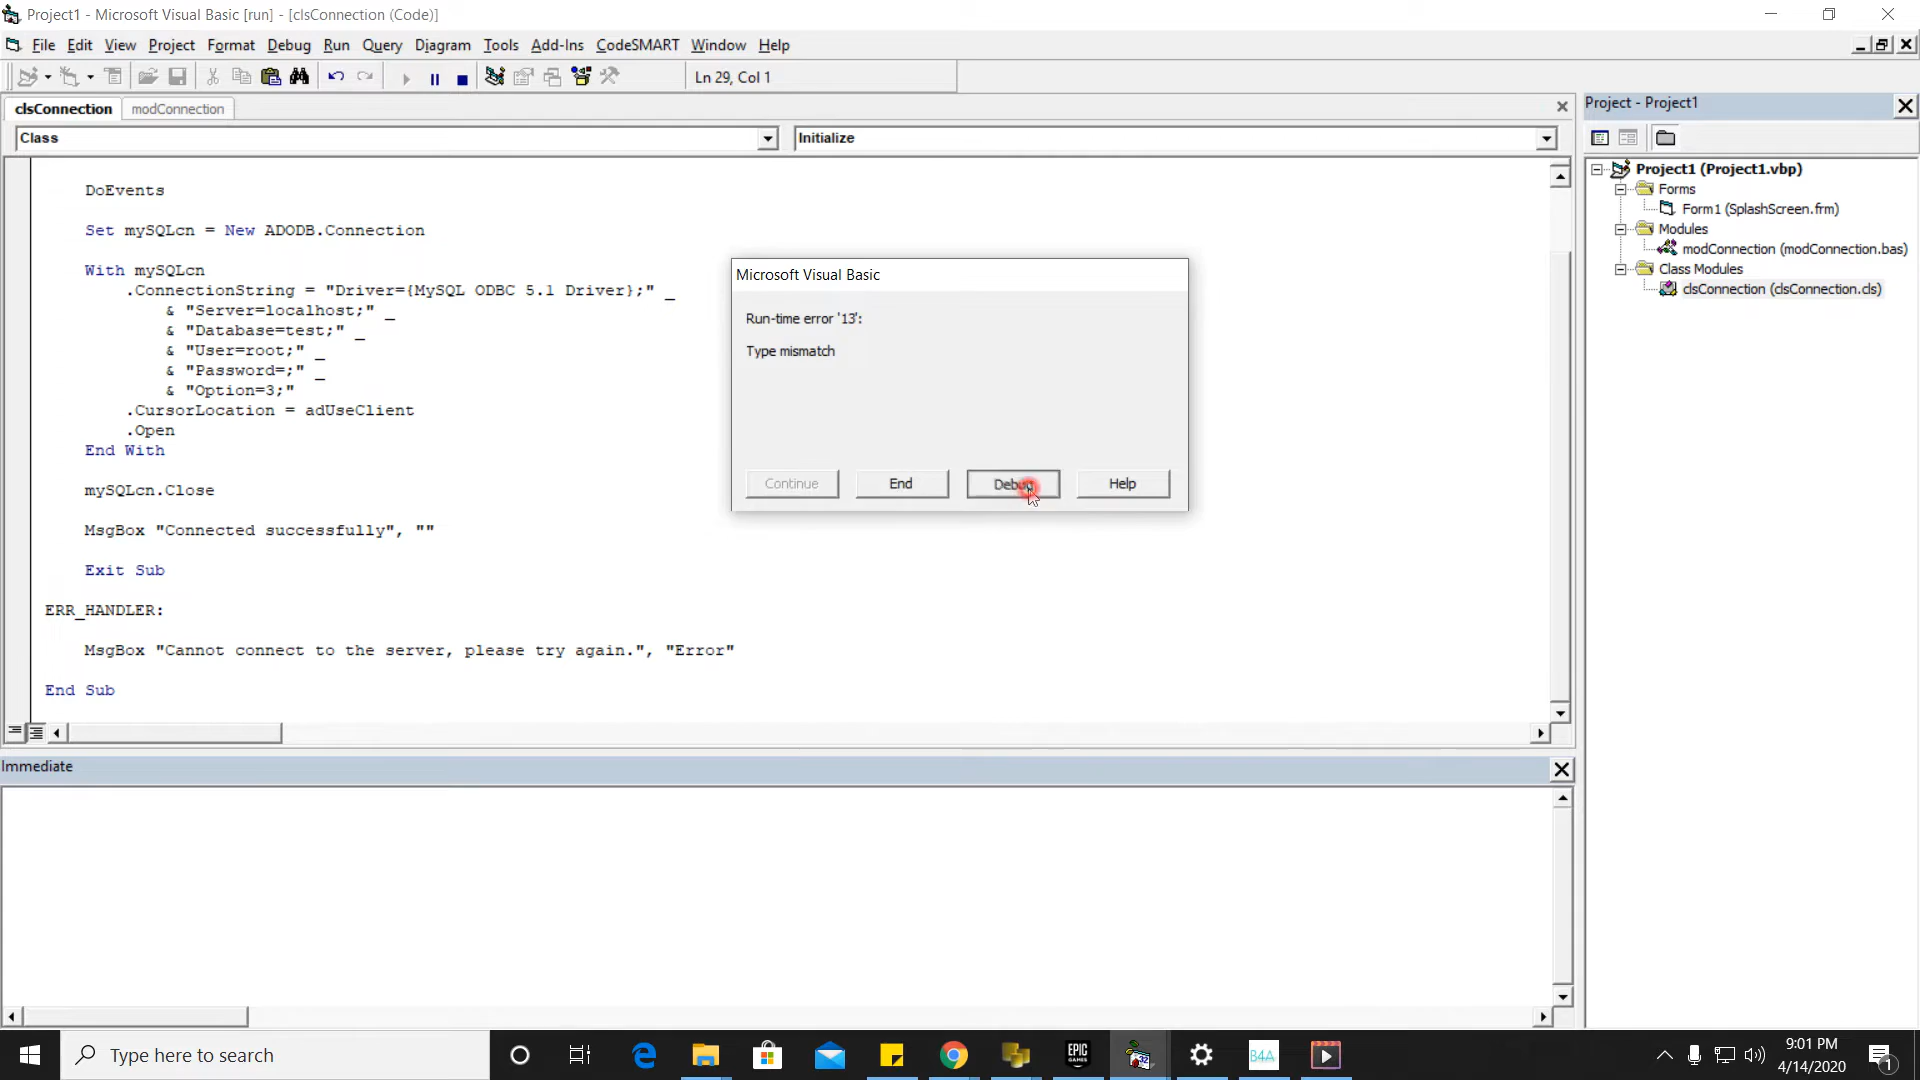 Project1 - Microsoft Visual Basic [run] - [clsConnection (Code)]
File Edit View Project Format Debug Run Query Diagram Tools Add-Ins CodeSMART Window Help
Ln 29, Col 1
clsConnection modConnection
Class Initialize
DoEvents
Set mySQLcn = New ADODB.Connection
With mySQLcn
.ConnectionString = "Driver={MySQL ODBC 5.1 Driver};" _
& "Server=localhost;" _
& "Database=test;" _
& "User=root;" _
& "Password=;" _
& "Option=3;"
.CursorLocation = adUseClient
.Open
End With
mySQLcn.Close
MsgBox "Connected successfully", ""
Exit Sub
ERR_HANDLER:
MsgBox "Cannot connect to the server, please try again.", "Error"
End Sub
Microsoft Visual Basic
Run-time error '13':
Type mismatch
Continue End Debug Help
Project - Project1
Project1 (Project1.vbp)
Forms
Form1 (SplashScreen.frm)
Modules
modConnection (modConnection.bas)
Class Modules
clsConnection (clsConnection.cls)
Immediate
Type here to search
EPIC GAMES
32
B4A
9:01 PM
4/14/2020
1